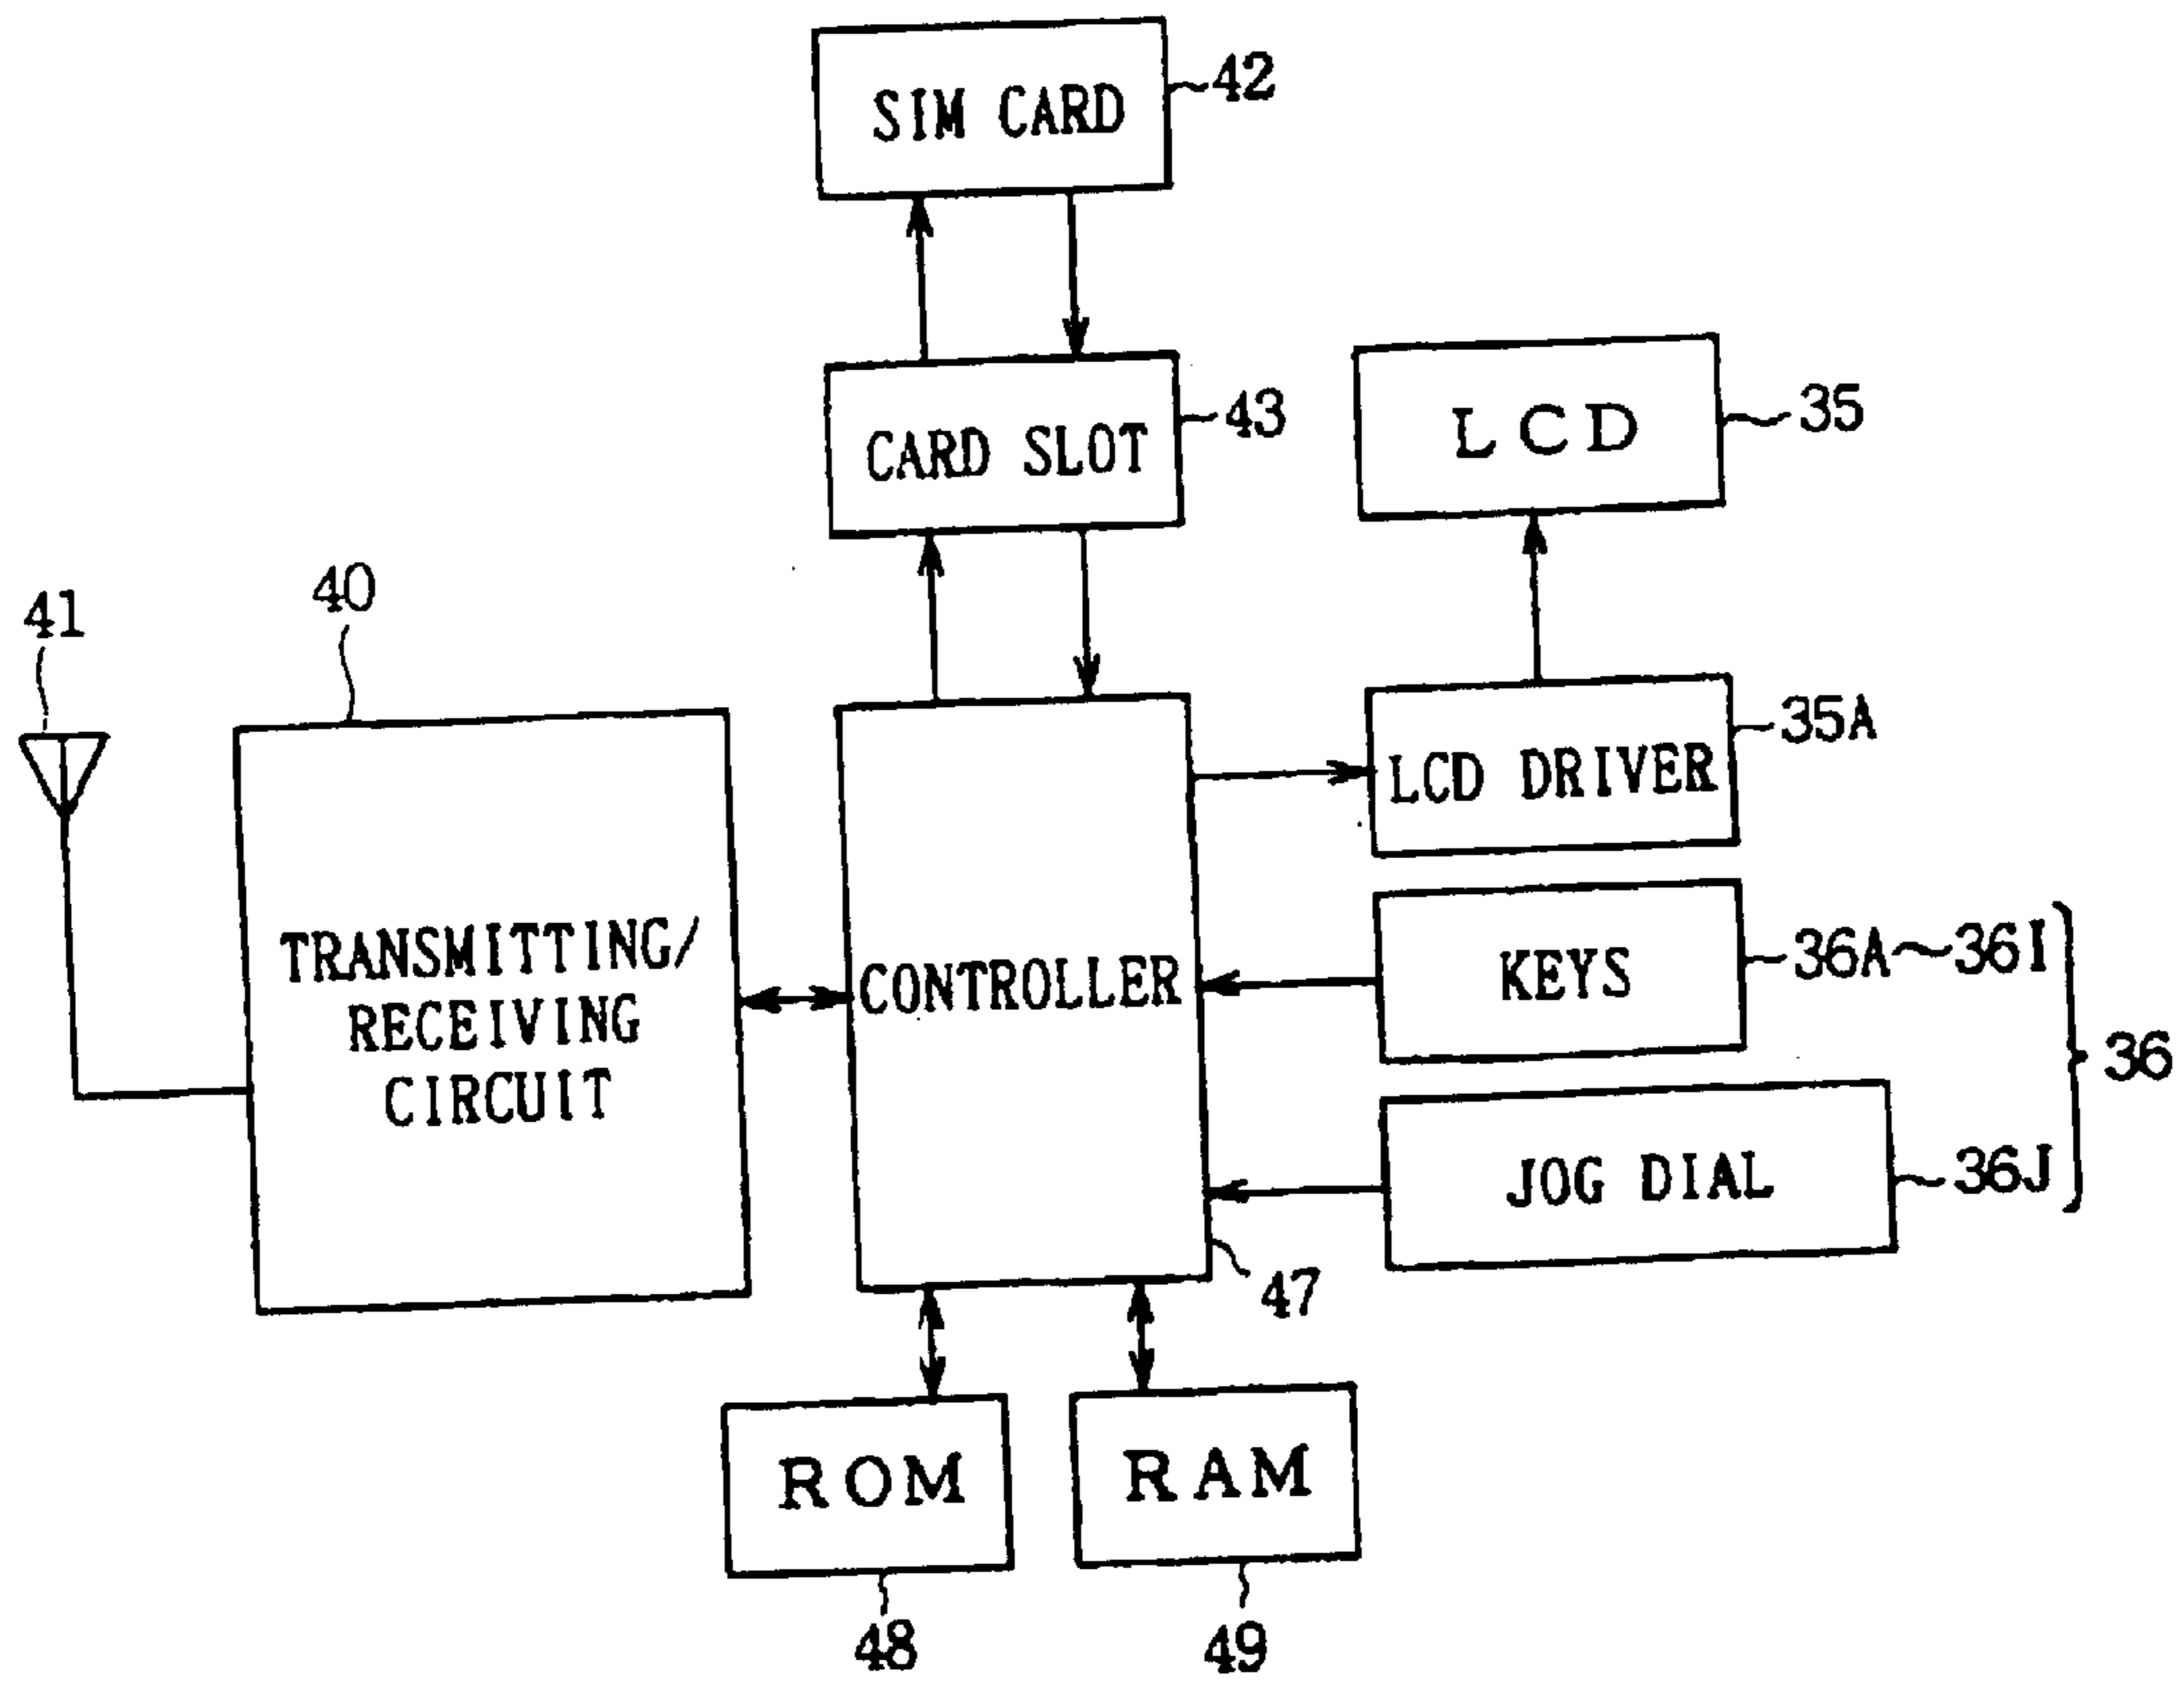 SIM CARD
42
CARD SLOT
43
LCD
35
41
40
35A
LCD DRIVER
TRANSMITTING/
RECEIVING
CIRCUIT
CONTROLLER
KEYS
36A～36I
36
JOG DIAL
36J
47
ROM
RAM
48
49